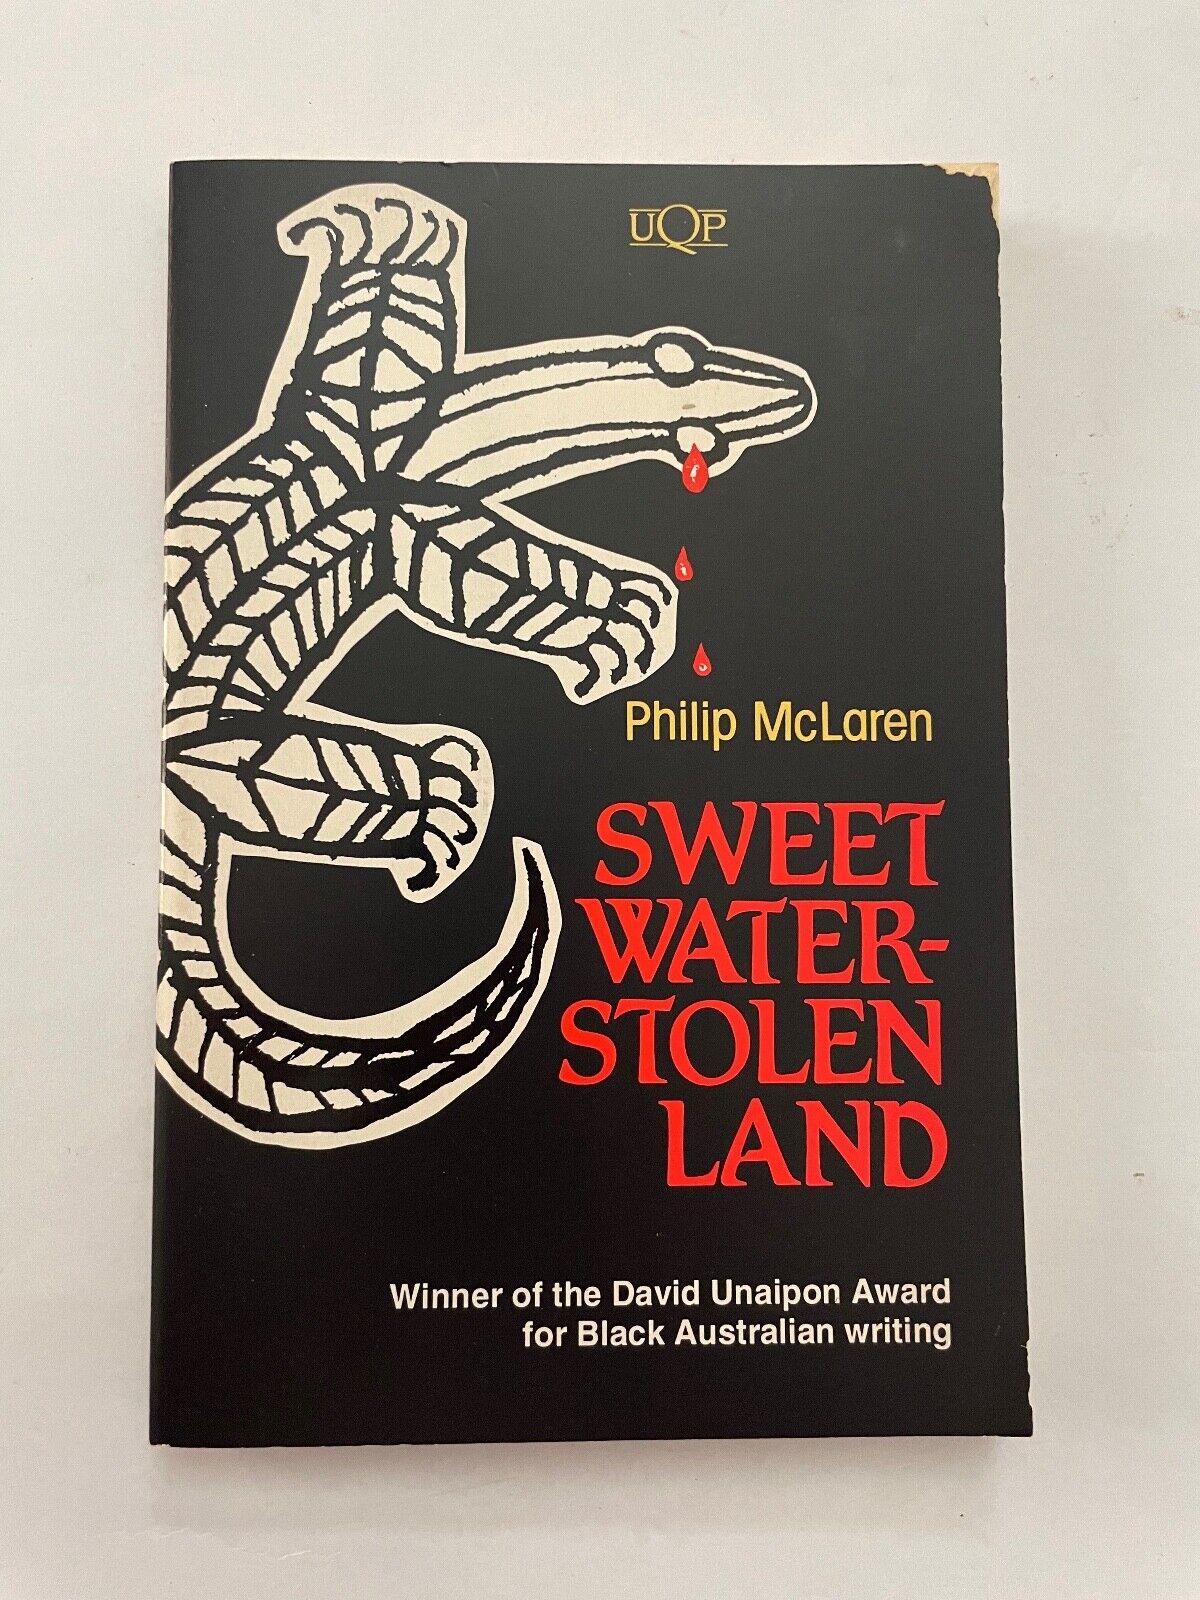 UQP
Philip McLaren
SWEET
WATER-
STOLEN
LAND
Winner of the David Unaipon Award
for Black Australian writing